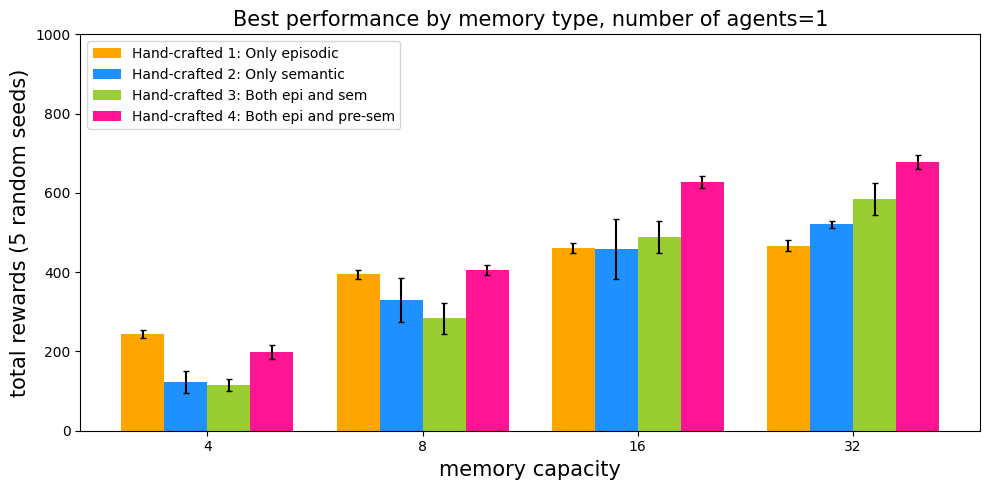 Best performance by memory type, number of agents=1
total rewards (5 random seeds)
1000
800
600
400
200
0
Hand-crafted 1: Only episodic
Hand-crafted 2: Only semantic
Hand-crafted 3: Both epi and sem
Hand-crafted 4: Both epi and pre-sem
4 8 16 32
memory capacity